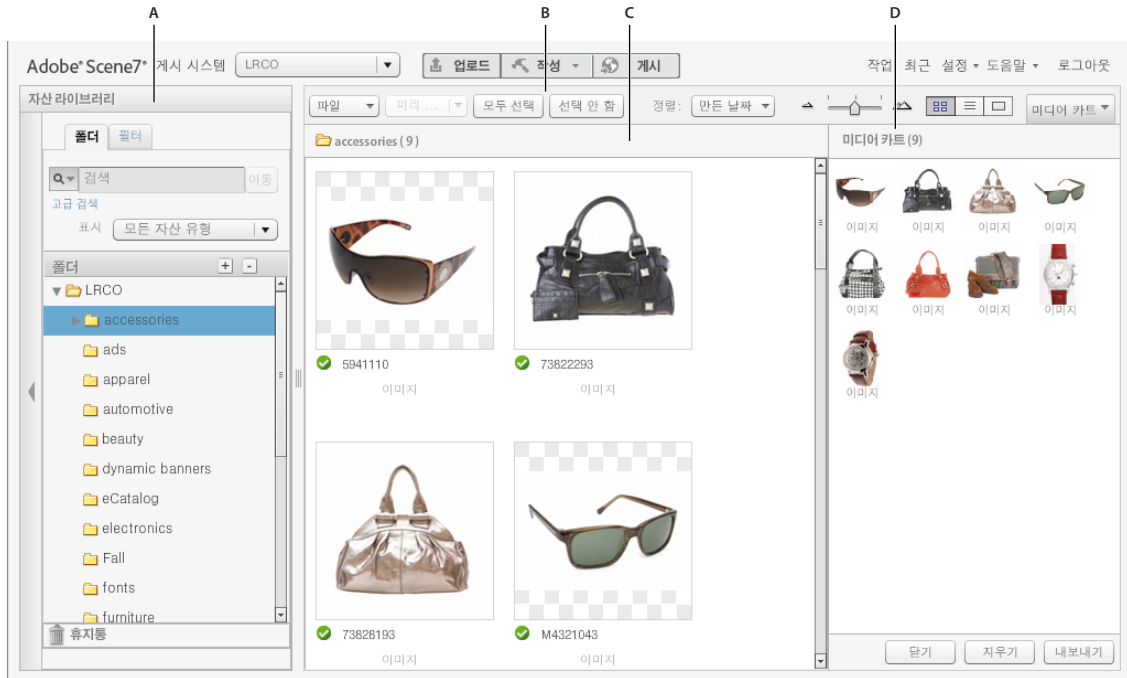 A B C D
Adobe® Scene7® 게시 시스템 LRCO 업로드 작성 게시 작업 최근 설정 도움말 로그아웃
자산 라이브러리
파일 미리 ... 모두 선택 선택 안 함 정렬: 만든 날짜 미디어 카트
폴더 필터
accessories ( 9 )
미디어 카트 (9)
검색 이동
고급 검색
표시 모든 자산 유형
폴더 + -
LRCO
accessories
ads
apparel
automotive
beauty
dynamic banners
eCatalog
electronics
Fall
fonts
furniture
휴지통
5941110
이미지
73822293
이미지
73828193
이미지
M4321043
이미지
이미지 이미지 이미지 이미지
이미지 이미지 이미지 이미지
이미지
닫기 지우기 내보내기